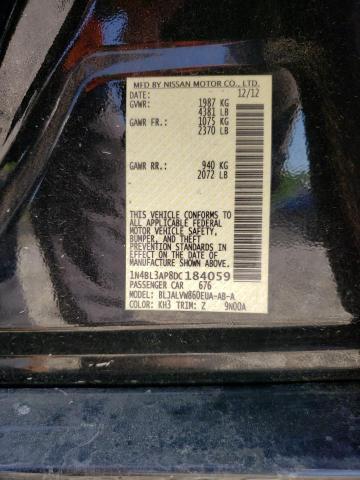 MFD BY NISSAN MOTOR CO., LTD.
DATE: 12/12
GVWR: 1987 KG
4381 LB
GAWR FR.: 1075 KG
2370 LB
GAWR RR.: 940 KG
2072 LB
THIS VEHICLE CONFORMS TO
ALL APPLICABLE FEDERAL
MOTOR VEHICLE SAFETY,
BUMPER, AND THEFT
PREVENTION STANDARDS IN
EFFECT ON THE DATE OF
MANUFACTURE SHOWN ABOVE.
1N4BL3AP8DC184059
PASSENGER CAR 676
MODEL: BLJALVW860EUA-AB-A
COLOR: KH3 TRIM: Z 9N00A